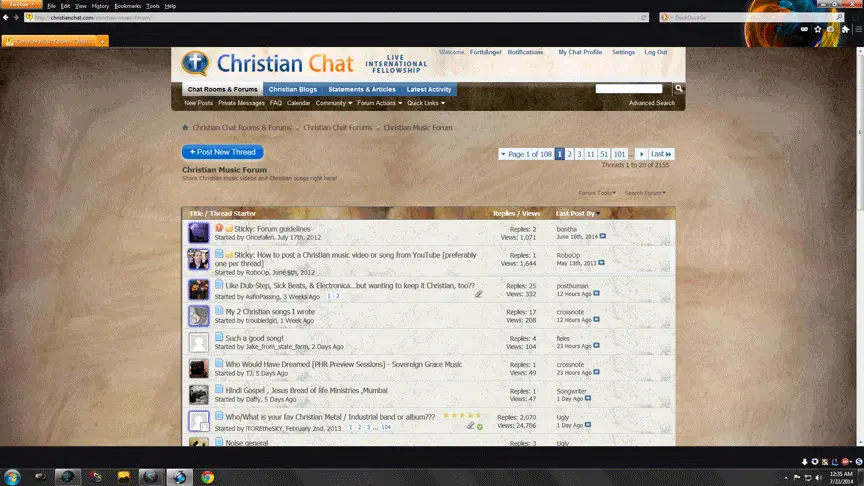 Firefox
File Edit View History Bookmarks Tools Help
http://christianchat.com/christian-music-forum/
DuckDuckGo
Welcome, ForthAngel Notifications My Chat Profile Settings Log Out
Christian Chat
LIVE
INTERNATIONAL
FELLOWSHIP
Chat Rooms & Forums Christian Blogs Statements & Articles Latest Activity
New Posts Private Messages FAQ Calendar Community Forum Actions Quick Links Advanced Search
Christian Chat Rooms & Forums Christian Chat Forums Christian Music Forum
+ Post New Thread
Page 1 of 108 1 2 3 11 51 101 ... Last
Threads 1 to 20 of 2155
Christian Music Forum
Share Christian music videos and Christian songs right here!
Forum Tools Search Forum
Title / Thread Starter Replies / Views Last Post By
Sticky: Forum guidelines Replies: 2 bontha
Started by Oncefallen, July 17th, 2012 Views: 1,071 June 10th, 2014
Sticky: How to post a Christian music video or song from YouTube [preferably Replies: 1 RoboOp
one per thread] Views: 1,644 May 13th, 2013
Started by RoboOp, June 8th, 2012
Like Dub-Step, Sick Beats, & Electronica...but wanting to keep it Christian, too?? Replies: 25 posthuman
Started by AsifinPassing, 3 Weeks Ago 1 2 Views: 332 12 Hours Ago
My 2 Christian songs I wrote Replies: 17 crossnote
Started by troubledgirl, 1 Week Ago Views: 208 12 Hours Ago
Such a good song! Replies: 4
Started by Jake_from_state_farm, 2 Days Ago Views: 104 23 Hours Ago
Who Would Have Dreamed [PHR Preview Sessions] - Sovereign Grace Music Replies: 1 crossnote
Started by TJ, 5 Days Ago Views: 49 23 Hours Ago
Hindi Gospel , Jesus Bread of life Ministries ,Mumbai Replies: 1 Songwriter
Started by Daffy, 5 Days Ago Views: 47 1 Day Ago
Who/What is your fav Christian Metal / Industrial band or album??? Replies: 2,070 Ugly
Started by iTOREtheSKY, February 2nd, 2013 1 2 3 ... 104 Views: 24,706 1 Day Ago
Noise general Replies: 3 Ugly
12:35 AM
7/22/2014